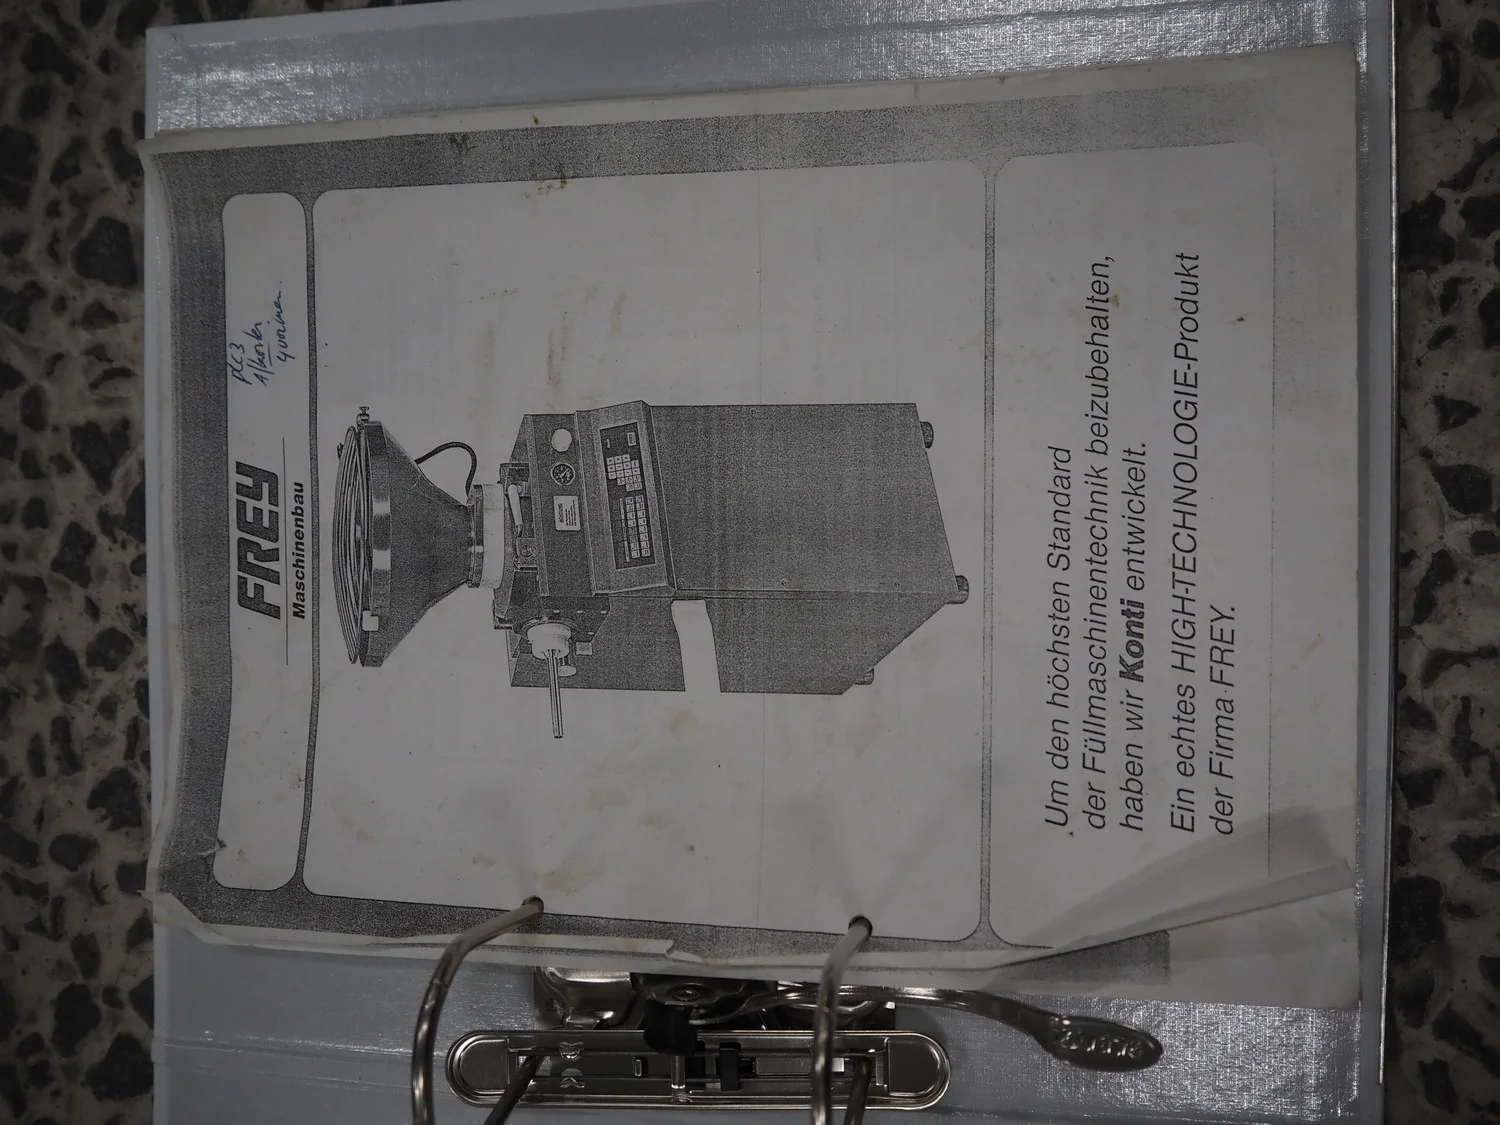 FREY
Maschinenbau
PCC3
Um den höchsten Standard
der Füllmaschinentechnik beizubehalten,
haben wir Konti entwickelt.
Ein echtes HIGH-TECHNOLOGIE-Produkt
der Firma FREY.